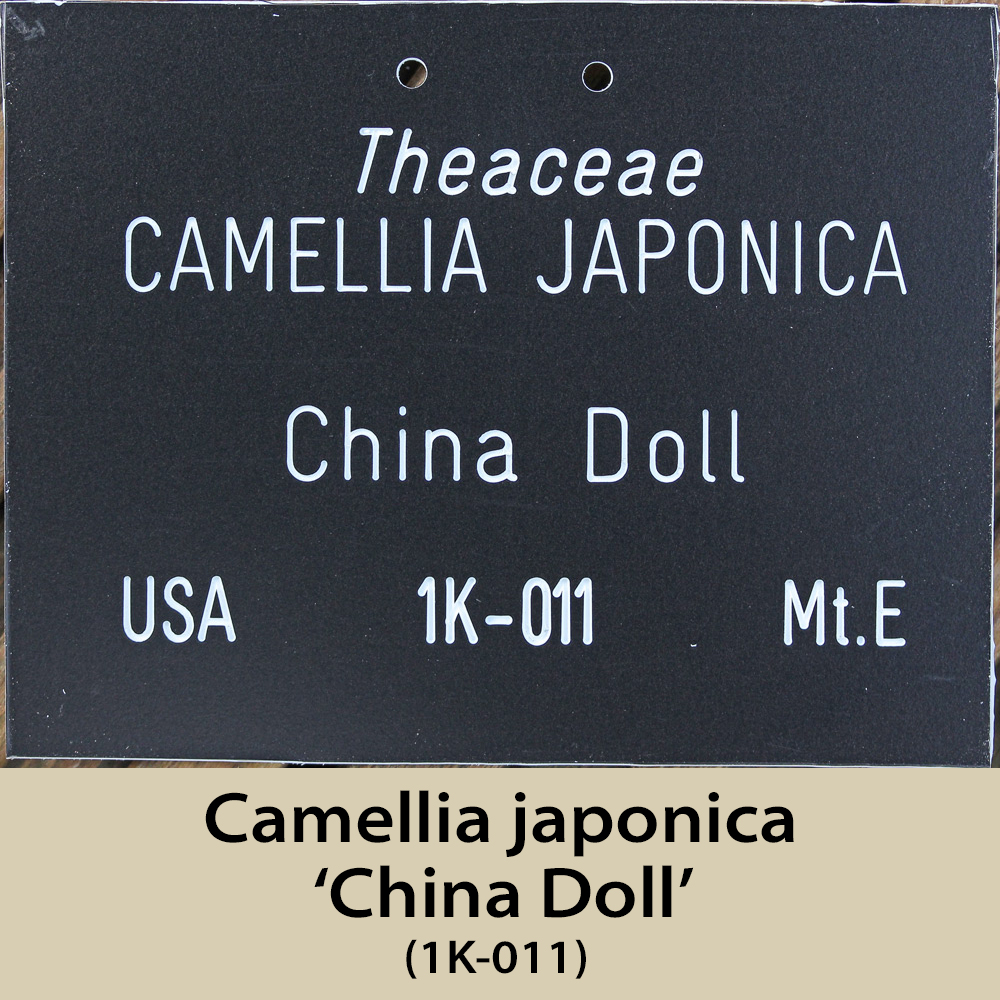 Theaceae
CAMELLIA JAPONICA
China Doll
USA 1K-011 Mt.E
Camellia japonica
‘China Doll’
(1K-011)